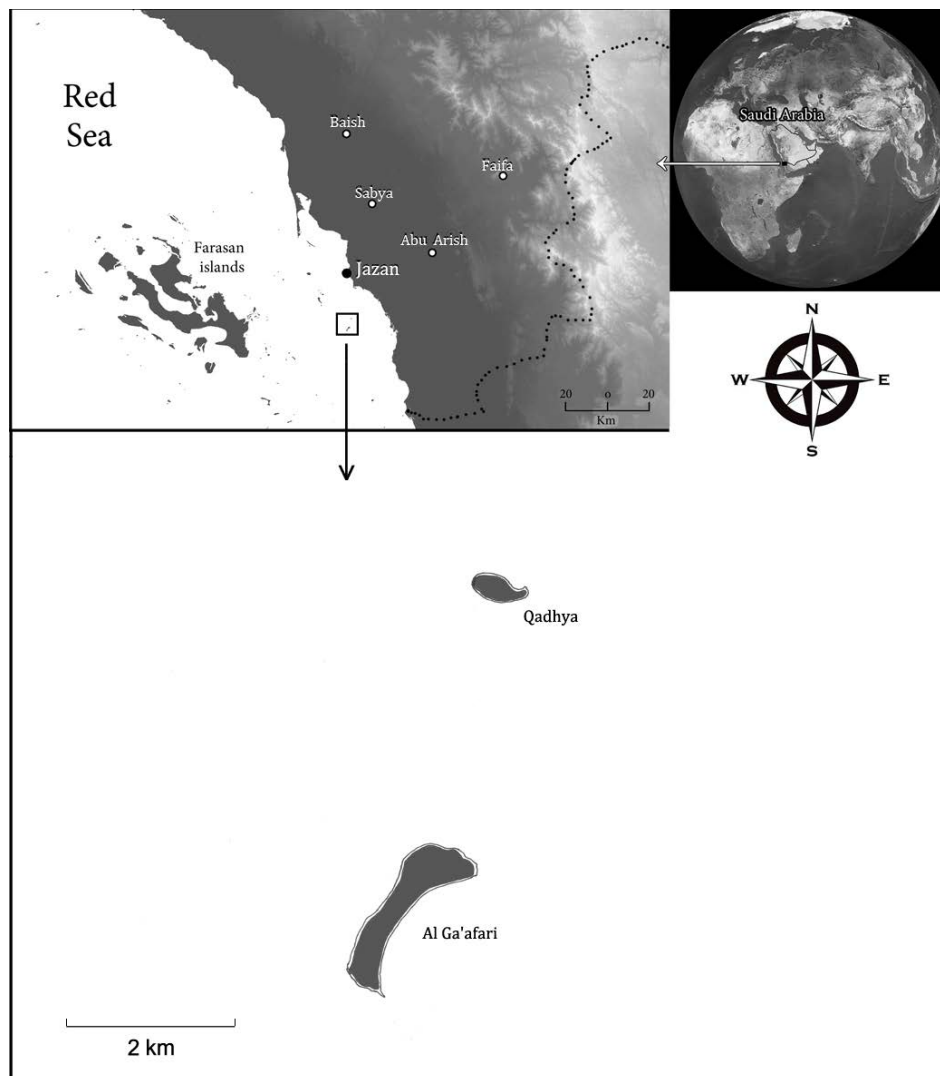 Red
Sea
Baish
Faifa
Sabya
Abu Arish
Farasan
islands
Jazan
20 0 20
Km
Saudi Arabia
N
W E
S
Qadhya
Al Ga'afari
2 km